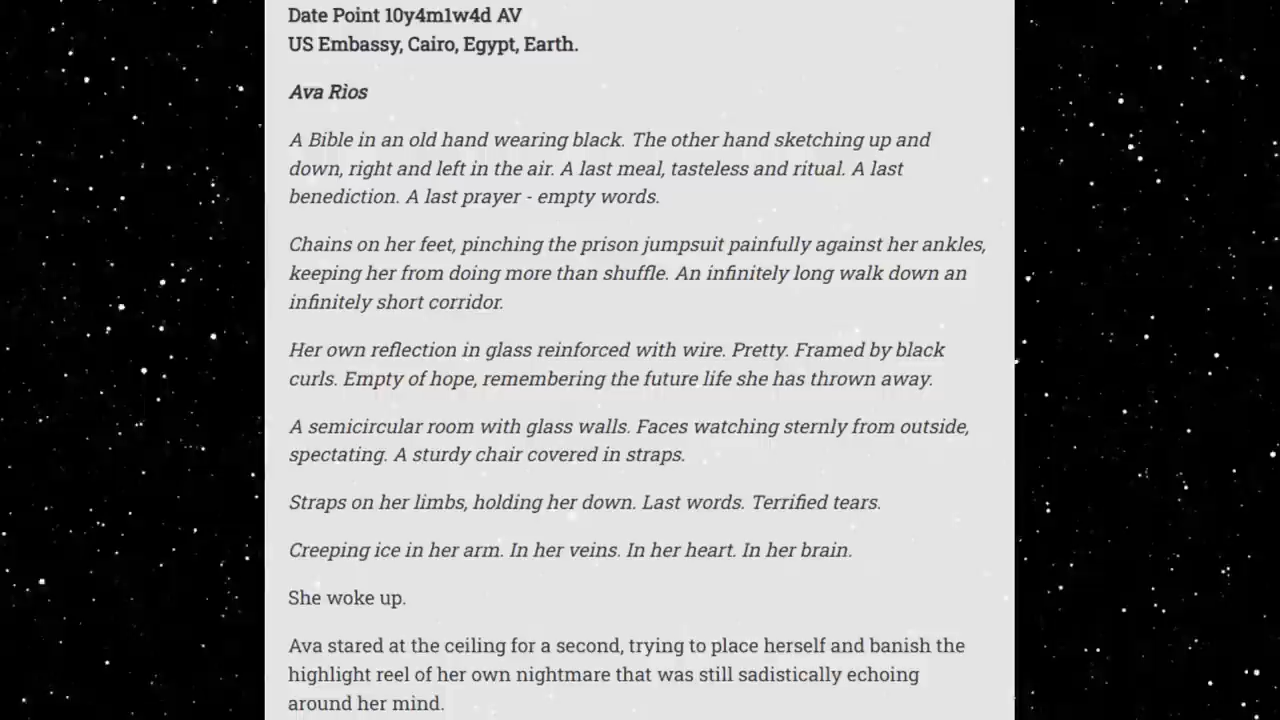 Date Point 10y4m1w4d AV
US Embassy, Cairo, Egypt, Earth.
Ava Rìos
A Bible in an old hand wearing black. The other hand sketching up and
down, right and left in the air. A last meal, tasteless and ritual. A last
benediction. A last prayer - empty words.
Chains on her feet, pinching the prison jumpsuit painfully against her ankles,
keeping her from doing more than shuffle. An infinitely long walk down an
infinitely short corridor.
Her own reflection in glass reinforced with wire. Pretty. Framed by black
curls. Empty of hope, remembering the future life she has thrown away.
A semicircular room with glass walls. Faces watching sternly from outside,
spectating. A sturdy chair covered in straps.
Straps on her limbs, holding her down. Last words. Terrified tears.
Creeping ice in her arm. In her veins. In her heart. In her brain.
She woke up.
Ava stared at the ceiling for a second, trying to place herself and banish the
highlight reel of her own nightmare that was still sadistically echoing
around her mind.